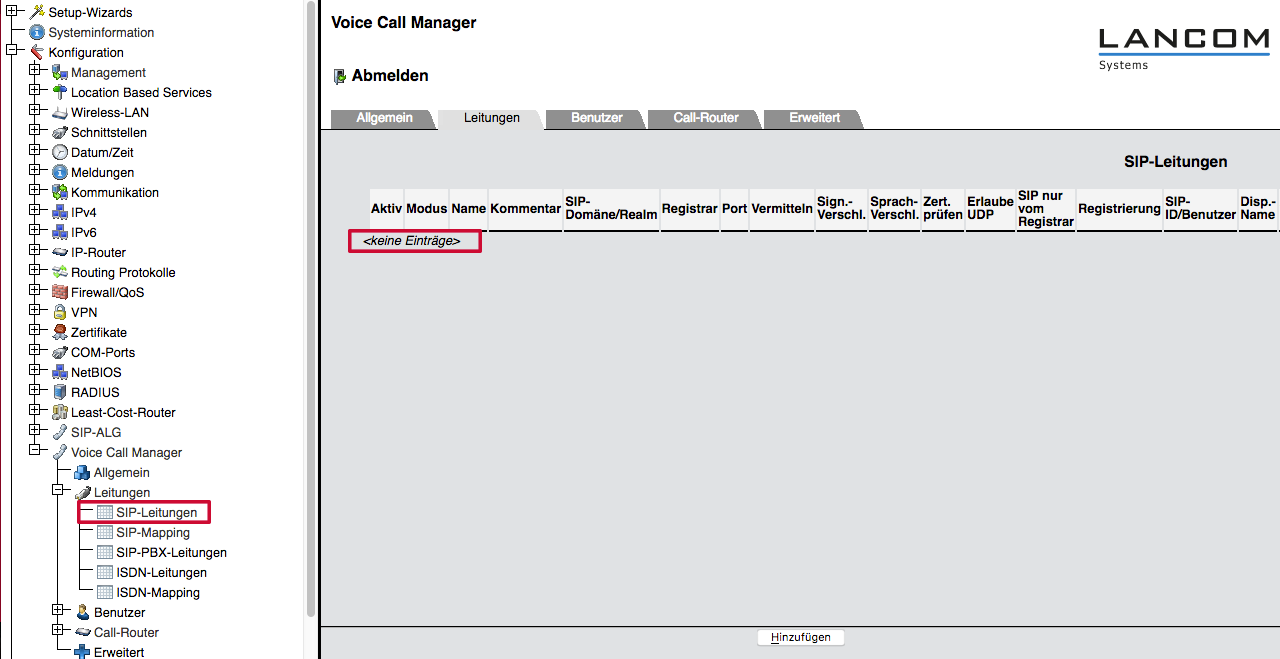 Setup-Wizards
Systeminformation
Konfiguration
Management
Location Based Services
Wireless-LAN
Schnittstellen
Datum/Zeit
Meldungen
Kommunikation
IPv4
IPv6
IP-Router
Routing Protokolle
Firewall/QoS
VPN
Zertifikate
COM-Ports
NetBIOS
RADIUS
Least-Cost-Router
SIP-ALG
Voice Call Manager
Allgemein
Leitungen
SIP-Leitungen
SIP-Mapping
SIP-PBX-Leitungen
ISDN-Leitungen
ISDN-Mapping
Benutzer
Call-Router
Erweitert
Voice Call Manager
LANCOM
Systems
Abmelden
Allgemein Leitungen Benutzer Call-Router Erweitert
SIP-Leitungen
Aktiv Modus Name Kommentar SIP-Domäne/Realm Registrar Port Vermitteln Sign.-Verschl. Sprach-Verschl. Zert. prüfen Erlaube UDP SIP nur vom Registrar Registrierung SIP-ID/Benutzer Disp.-Name
<keine Einträge>
Hinzufügen